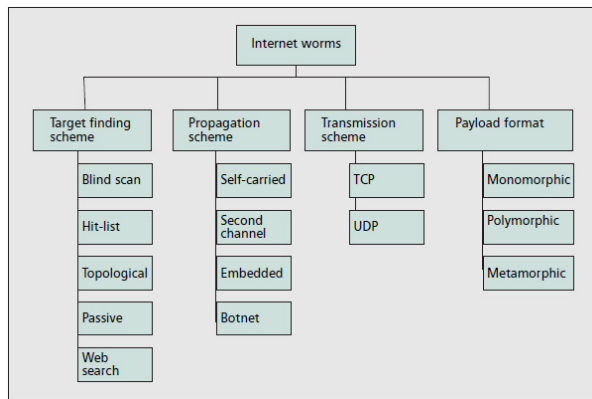 Internet worms
Target finding
scheme
Propagation
scheme
Transmission
scheme
Payload format
Blind scan
Self-carried
TCP
Monomorphic
Hit-list
Second
channel
UDP
Polymorphic
Topological
Embedded
Metamorphic
Passive
Botnet
Web
search